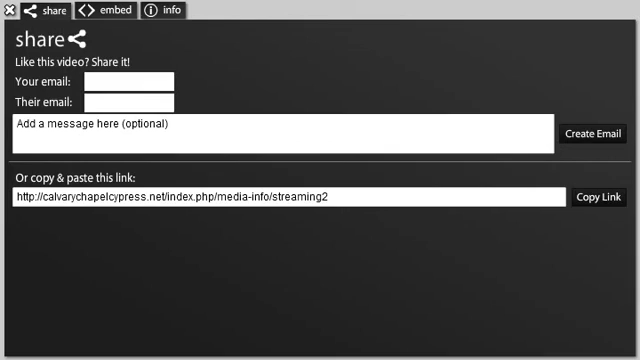 share
embed
info
share
Like this video? Share it!
Your email:
Their email:
Add a message here (optional)
Create Email
Or copy & paste this link:
http://calvarychapelcypress.net/index.php/media-info/streaming2
Copy Link